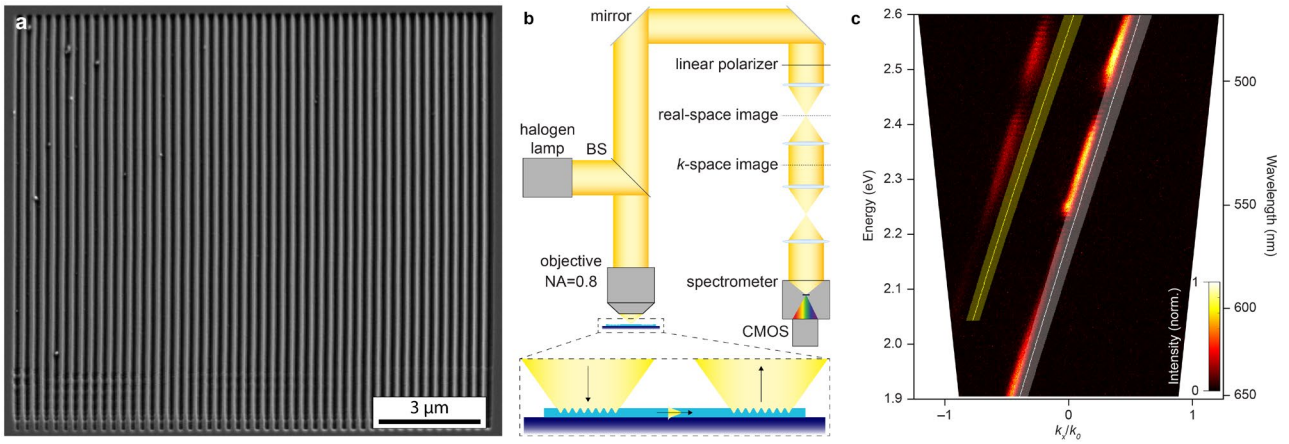 a
3 μm
b
mirror
linear polarizer
real-space image
halogen
lamp
BS
k-space image
objective
NA=0.8
spectrometer
CMOS
c
Energy (eV)
2.6
2.5
2.4
2.3
2.2
2.1
2.0
1.9
−1
0
1
kx/k0
500
550
600
650
Wavelength (nm)
Intensity (norm.)
1
0